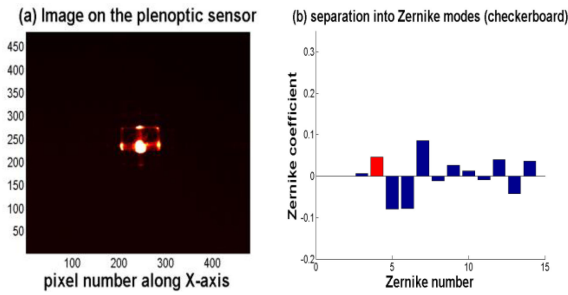 (a) Image on the plenoptic sensor
450
400
350
300
250
200
150
100
50
100 200 300 400
pixel number along X-axis
(b) separation into Zernike modes (checkerboard)
Zernike coefficient
0.2
0.1
0
-0.1
-0.2
0 5 10 15
Zernike number